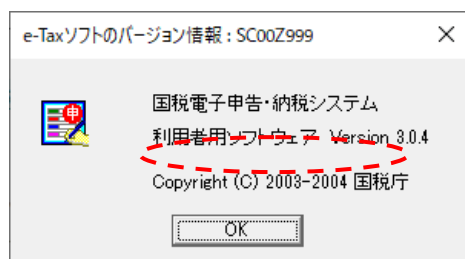 e-Taxソフトのバージョン情報 : SC00Z999
申
国税電子申告・納税システム
利用者用ソフトウェア Version 3.0.4
Copyright (C) 2003-2004 国税庁
OK